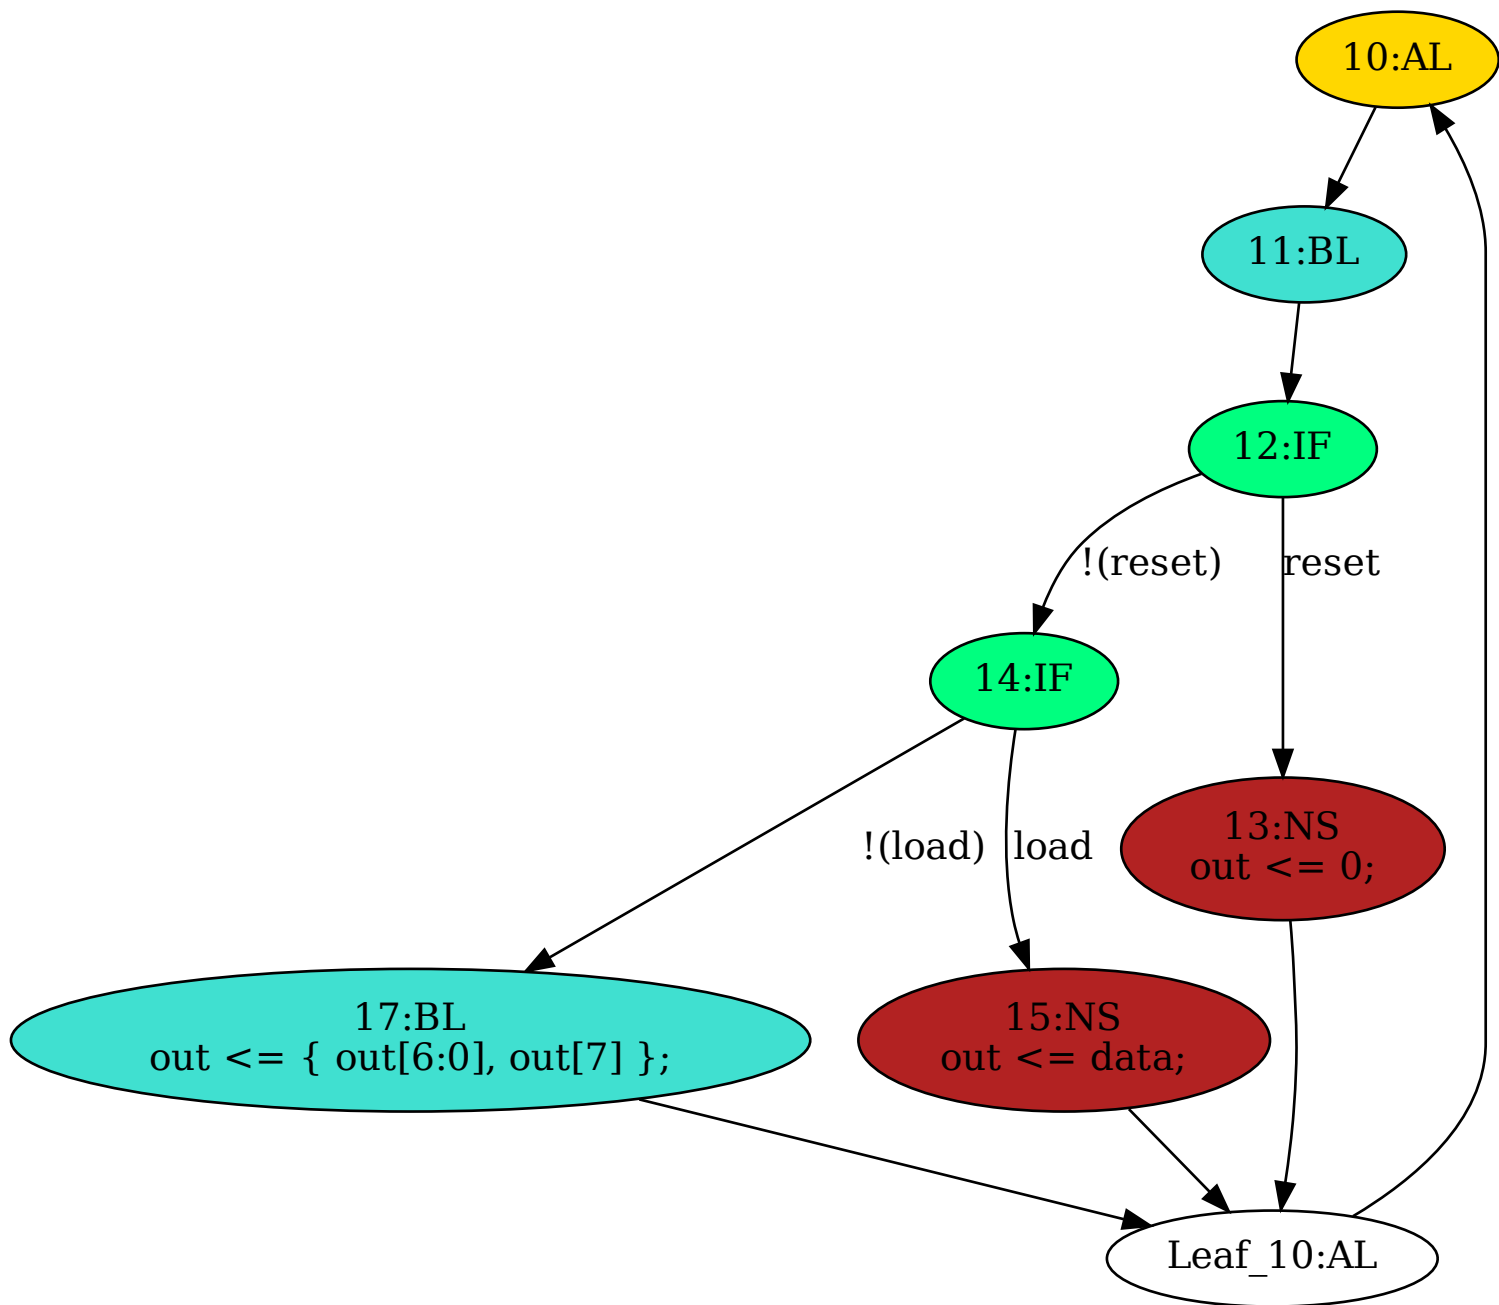 10:AL
11:BL
12:IF
!(reset)
reset
14:IF
!(load)
load
13:NS
out <= 0;
17:BL
out <= { out[6:0], out[7] };
15:NS
out <= data;
Leaf_10:AL